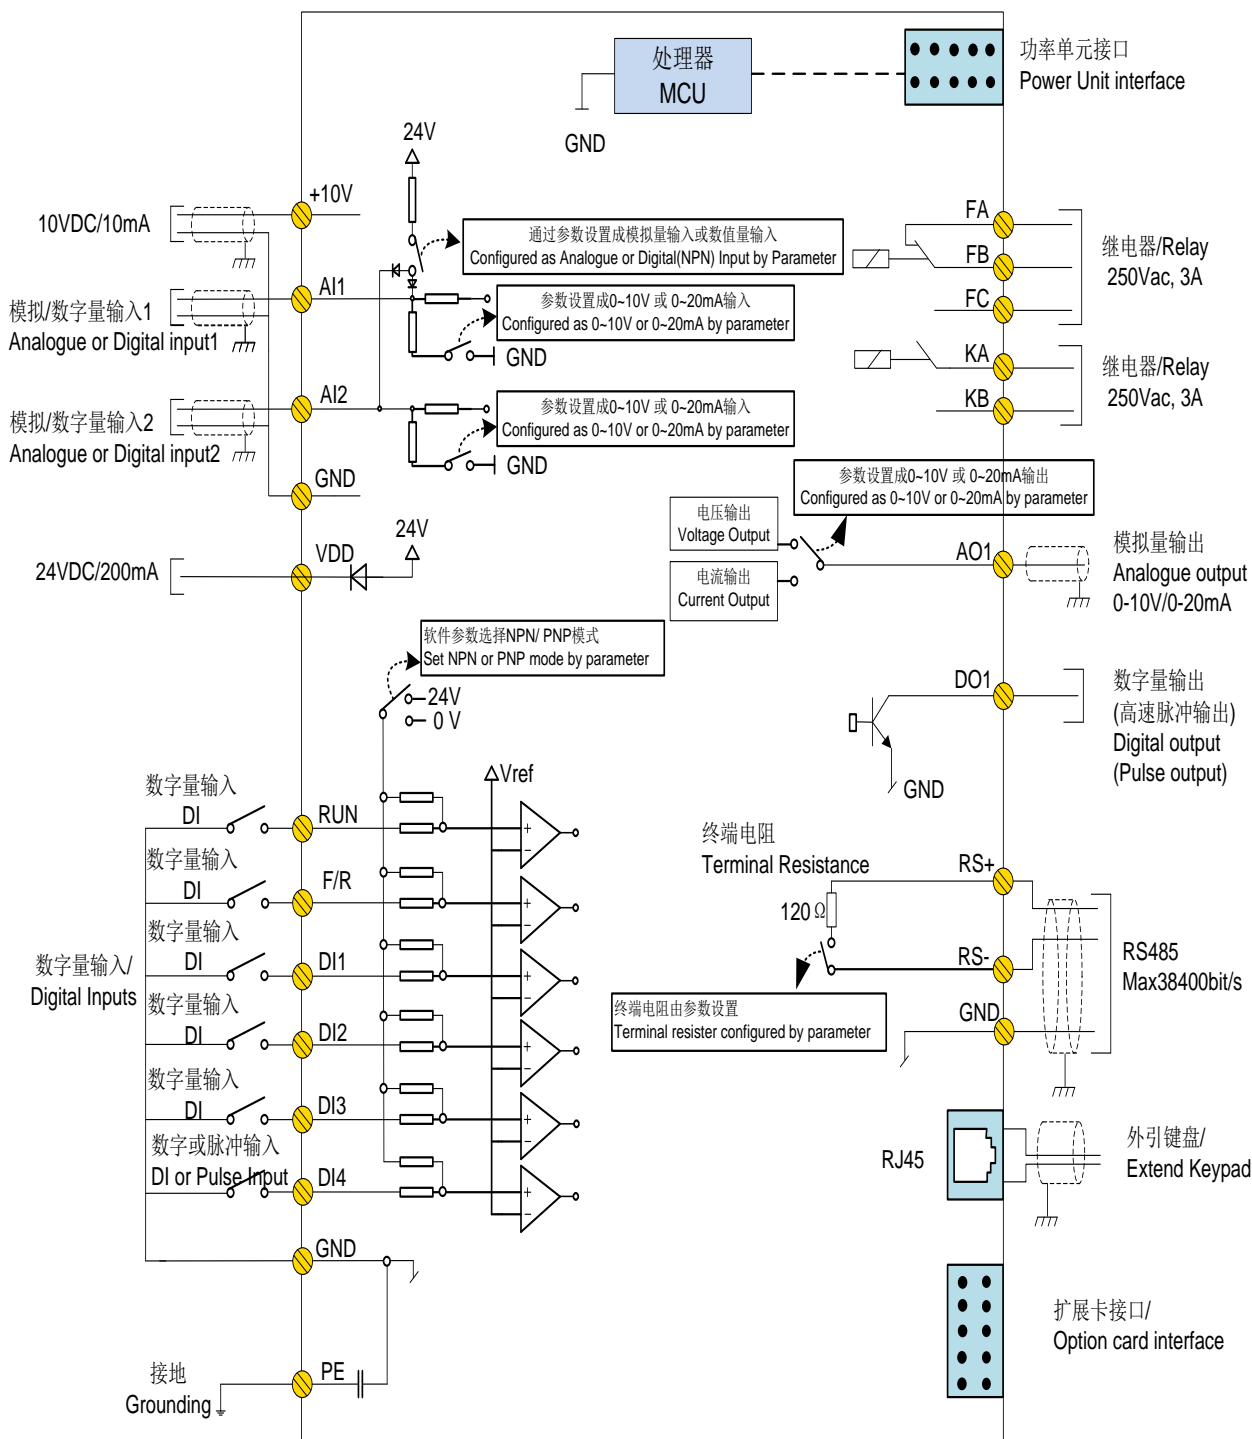 处理器
MCU
GND
功率单元接口
Power Unit interface
24V
+10V
10VDC/10mA
通过参数设置成模拟量输入或数值量输入
Configured as Analogue or Digital(NPN) Input by Parameter
AI1
模拟/数字量输入1
Analogue or Digital input1
参数设置成0~10V 或 0~20mA输入
Configured as 0~10V or 0~20mA by parameter
GND
AI2
模拟/数字量输入2
Analogue or Digital input2
参数设置成0~10V 或 0~20mA输入
Configured as 0~10V or 0~20mA by parameter
GND
GND
FA
FB
FC
继电器/Relay
250Vac, 3A
KA
KB
继电器/Relay
250Vac, 3A
参数设置成0~10V 或 0~20mA输出
Configured as 0~10V or 0~20mA by parameter
电压输出
Voltage Output
电流输出
Current Output
AO1
模拟量输出
Analogue output
0-10V/0-20mA
24V
VDD
24VDC/200mA
软件参数选择NPN/ PNP模式
Set NPN or PNP mode by parameter
24V
0 V
DO1
数字量输出
(高速脉冲输出)
Digital output
(Pulse output)
GND
Vref
数字量输入
DI
RUN
+
−
数字量输入
DI
F/R
+
−
数字量输入
DI
DI1
+
−
数字量输入/
Digital Inputs
数字量输入
DI
DI2
+
−
数字量输入
DI
DI3
+
−
数字或脉冲输入
DI or Pulse Input
DI4
+
−
GND
接地
Grounding
PE
终端电阻
Terminal Resistance
120Ω
RS+
RS-
GND
RS485
Max38400bit/s
终端电阻由参数设置
Terminal resister configured by parameter
RJ45
外引键盘/
Extend Keypad
扩展卡接口/
Option card interface